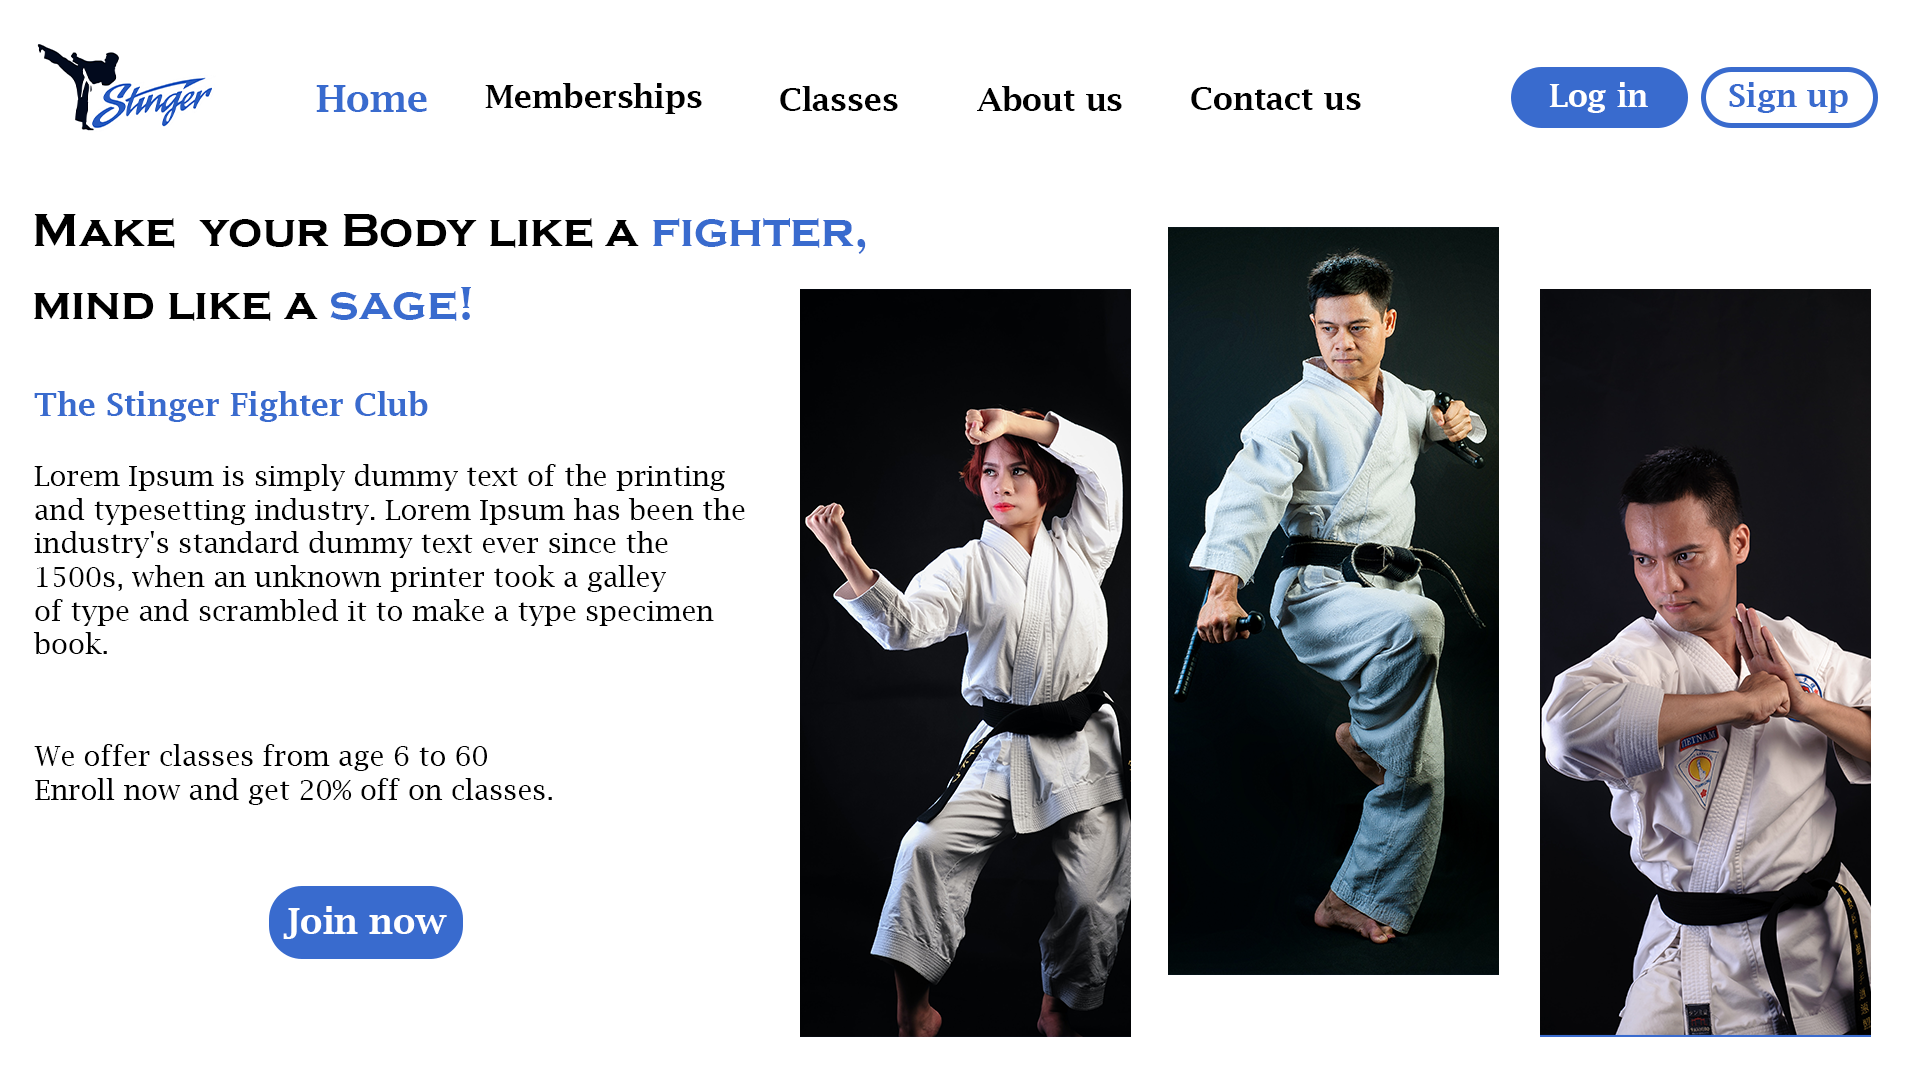 Stinger
Home
Memberships
Classes
About us
Contact us
Log in
Sign up
Make your Body like a fighter,
mind like a sage!
The Stinger Fighter Club
Lorem Ipsum is simply dummy text of the printing
and typesetting industry. Lorem Ipsum has been the
industry's standard dummy text ever since the
1500s, when an unknown printer took a galley
of type and scrambled it to make a type specimen
book.
We offer classes from age 6 to 60
Enroll now and get 20% off on classes.
Join now
VIETNAM